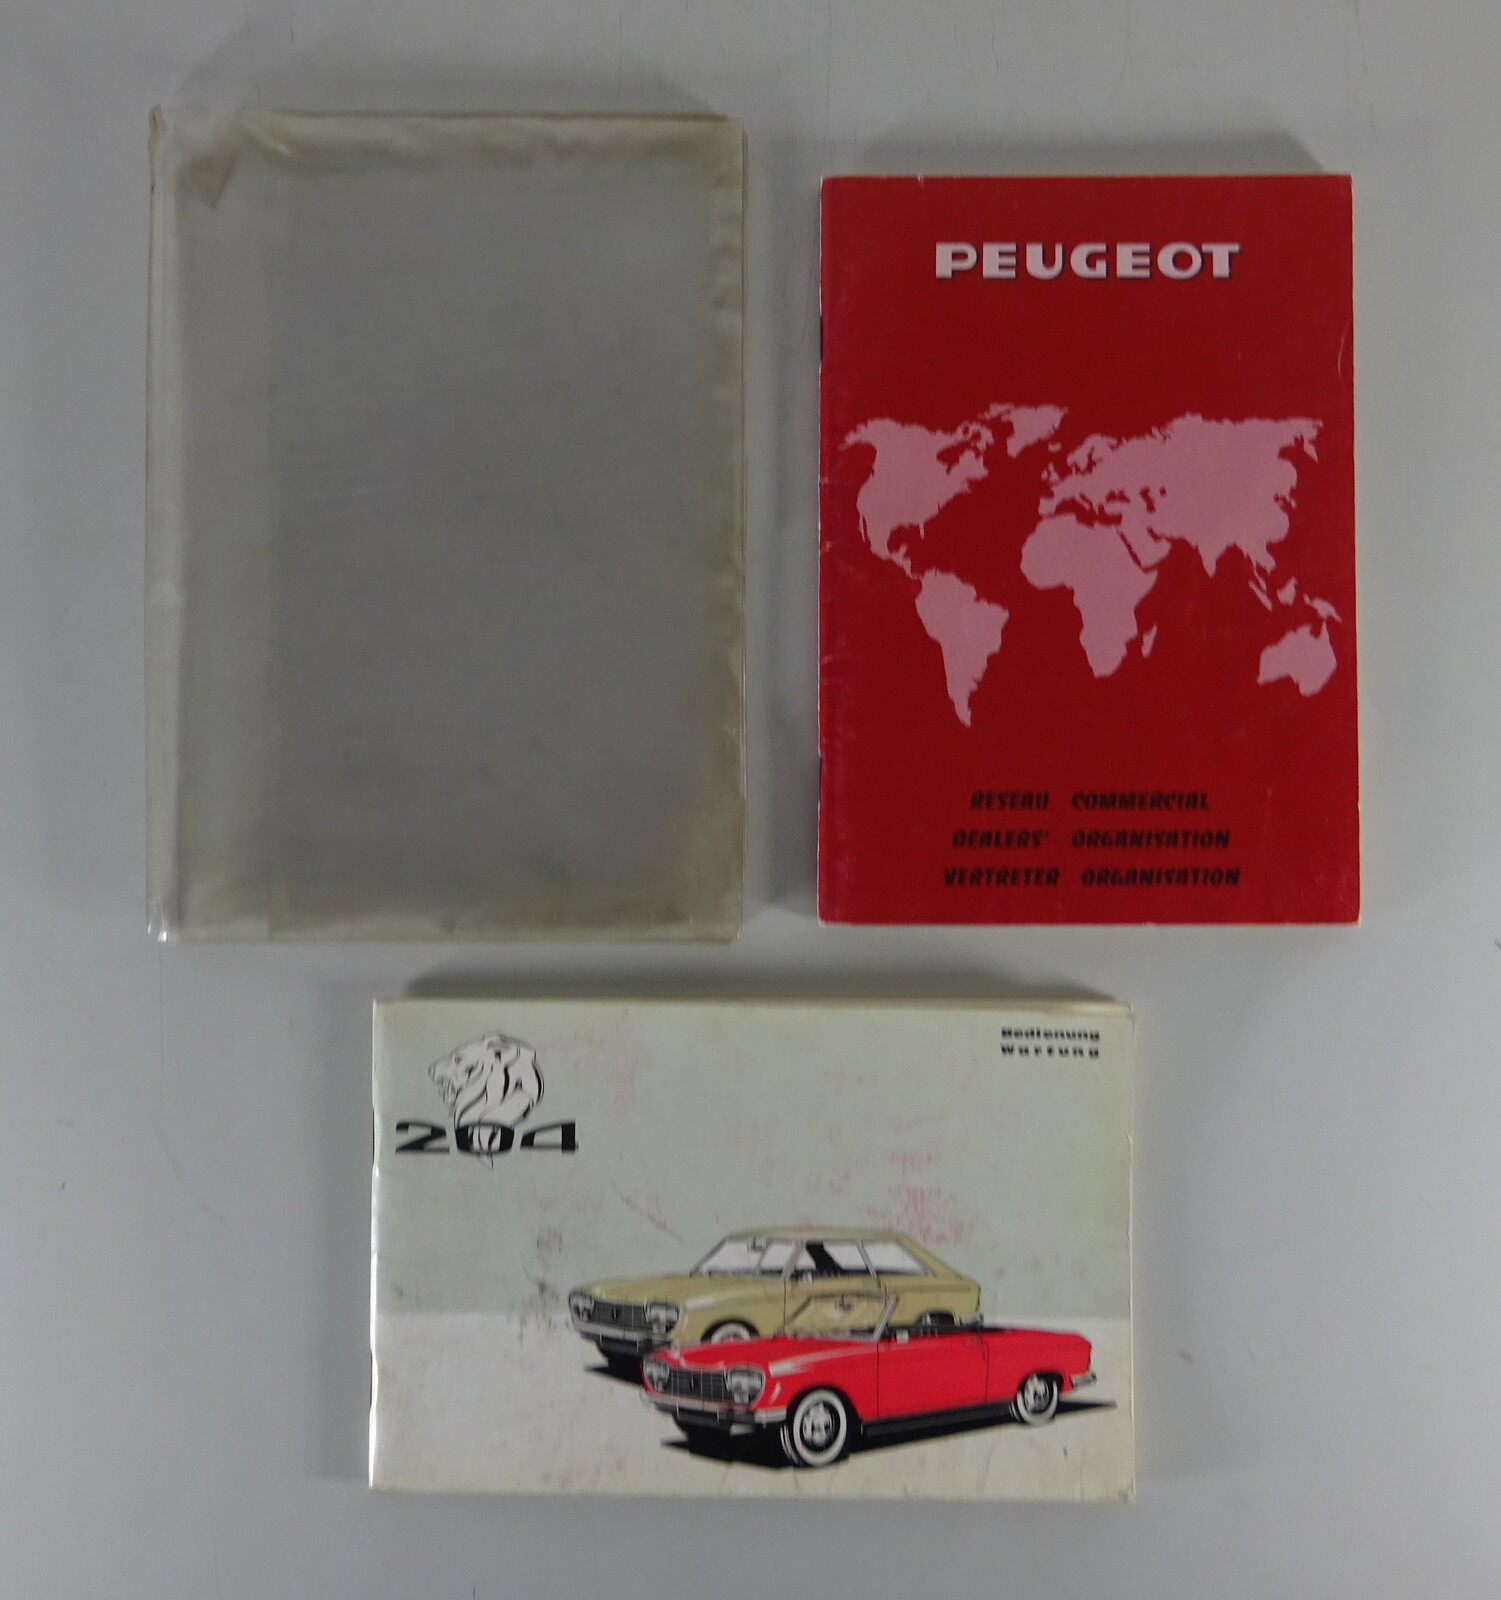 PEUGEOT
RESEAU COMMERCIAL
DEALERS' ORGANISATION
VERTRETER ORGANISATION
Bedienung
Wartung
204